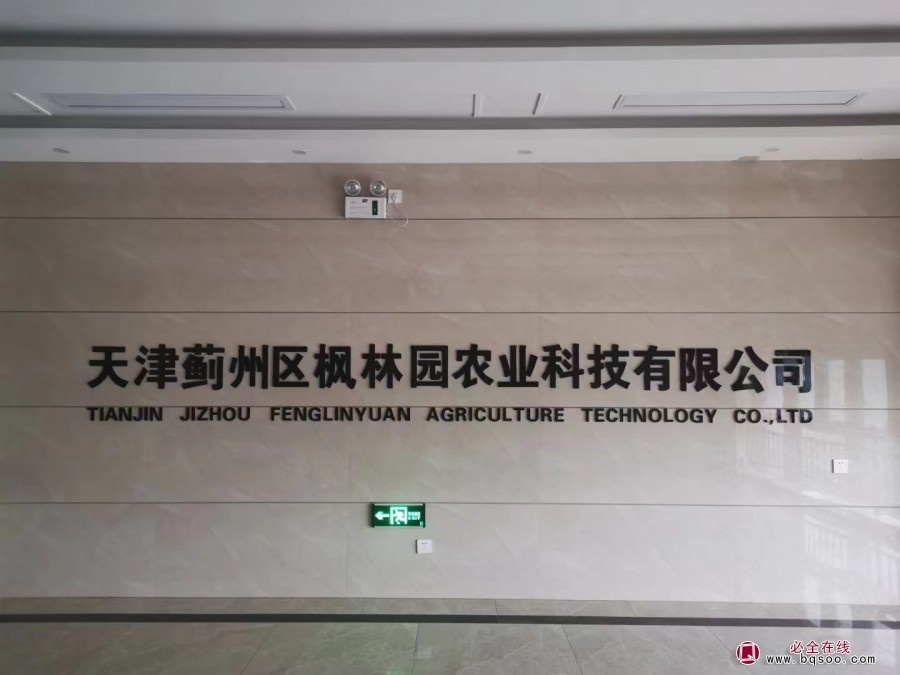 天津蓟州区枫林园农业科技有限公司
TIANJIN JIZHOU FENGLINYUAN AGRICULTURE TECHNOLOGY CO.,LTD
必全在线
www.bqsoo.com